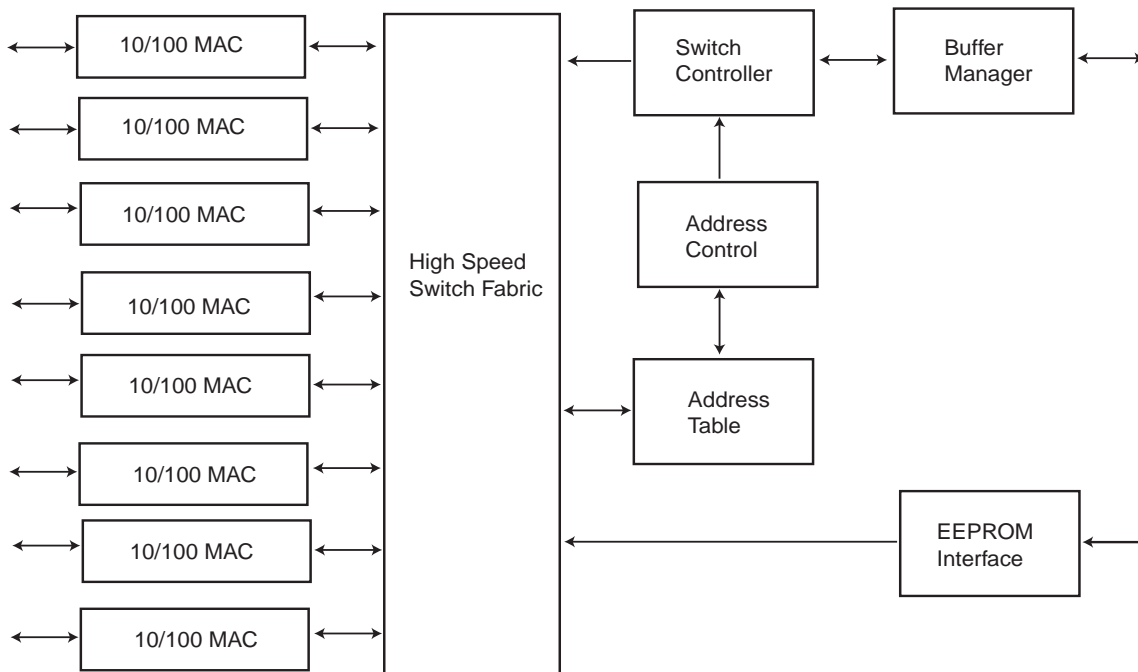 10/100 MAC
10/100 MAC
10/100 MAC
10/100 MAC
10/100 MAC
10/100 MAC
10/100 MAC
10/100 MAC
High Speed
Switch Fabric
Switch
Controller
Buffer
Manager
Address
Control
Address
Table
EEPROM
Interface